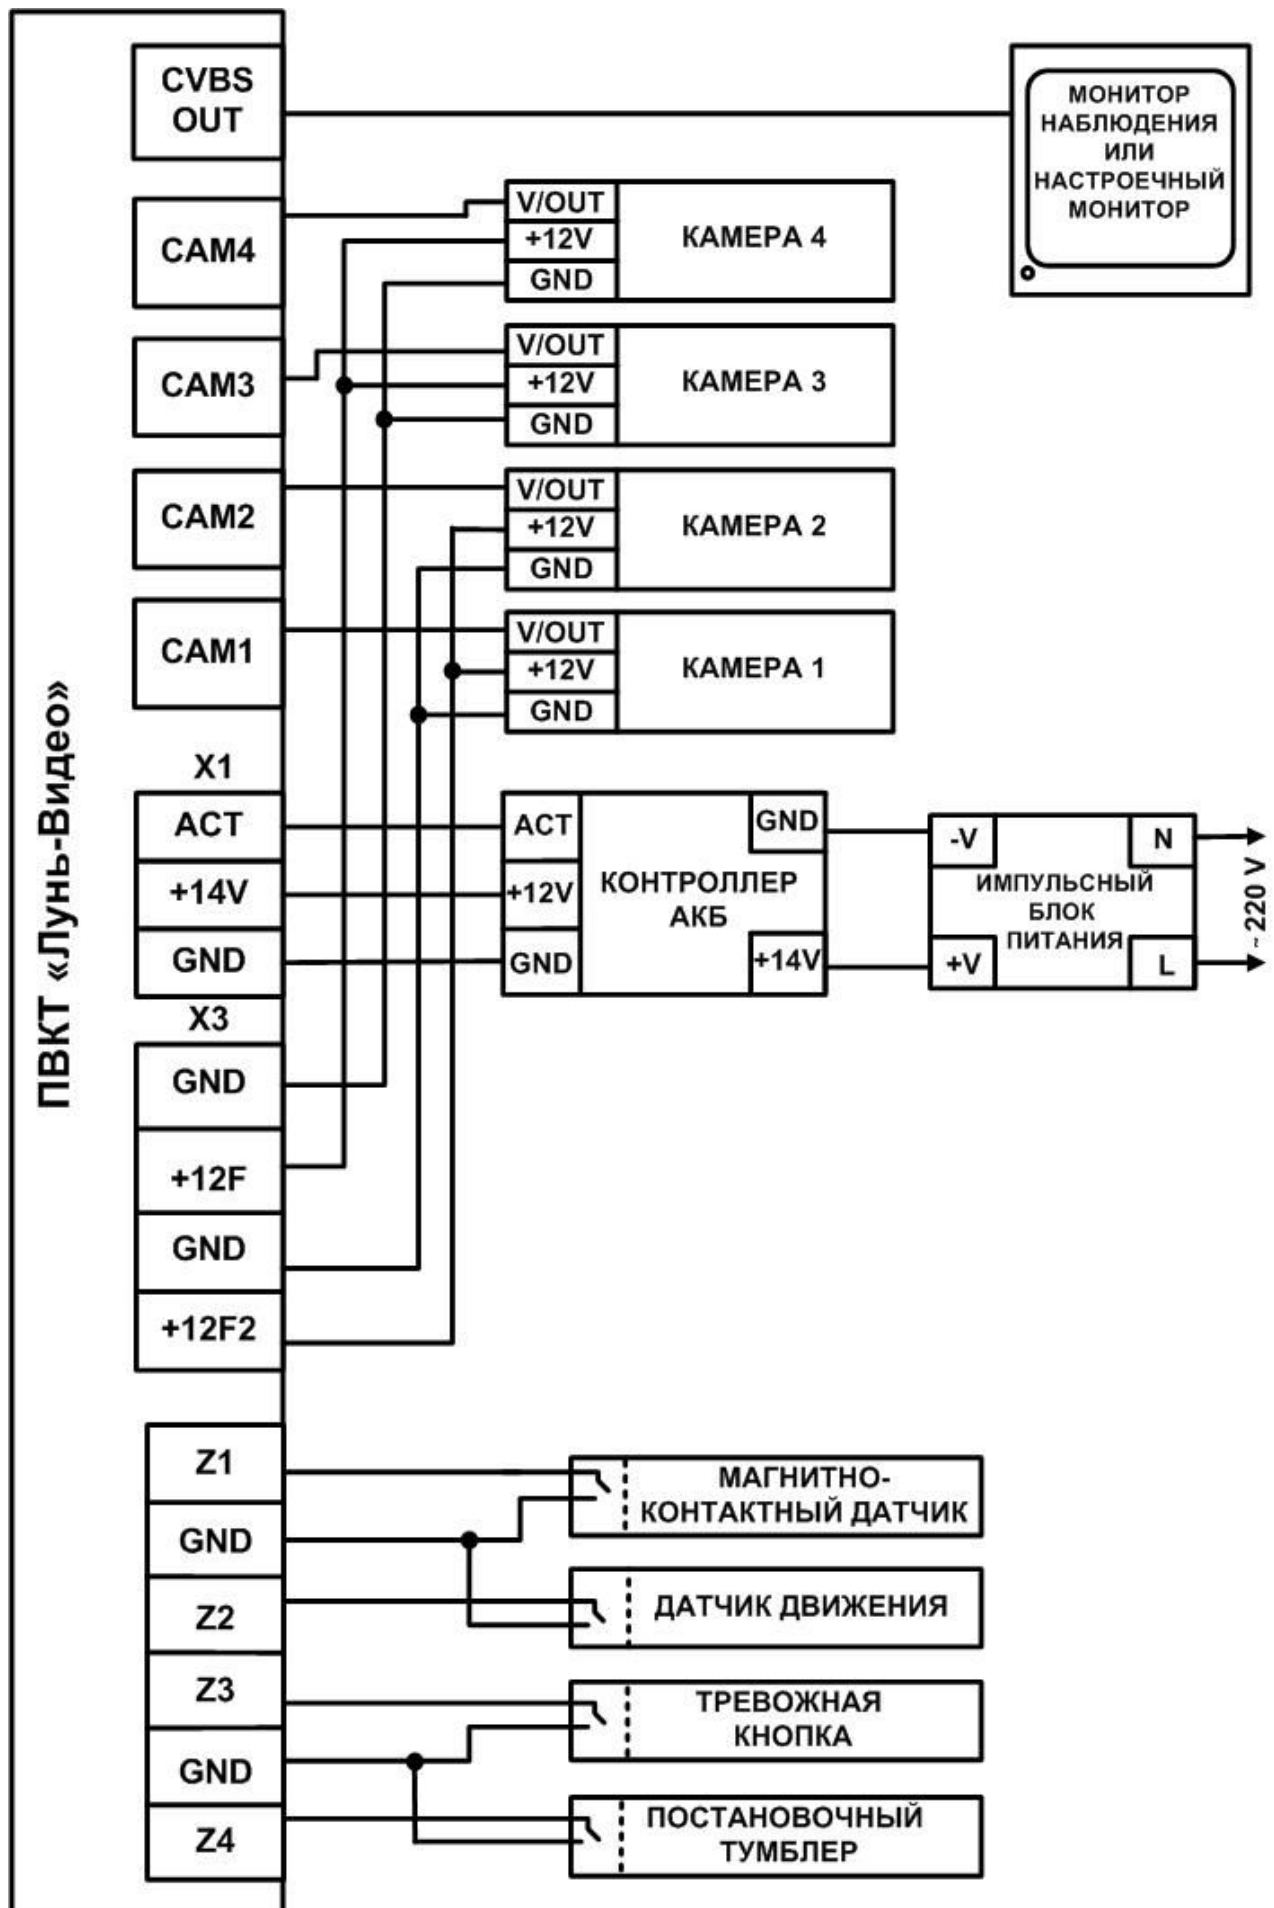 ПВКТ «Лунь-Видео»
CVBS
OUT
МОНИТОР
НАБЛЮДЕНИЯ
ИЛИ
НАСТРОЕЧНЫЙ
МОНИТОР
CAM4
V/OUT
+12V
GND
КАМЕРА 4
CAM3
V/OUT
+12V
GND
КАМЕРА 3
CAM2
V/OUT
+12V
GND
КАМЕРА 2
CAM1
V/OUT
+12V
GND
КАМЕРА 1
X1
ACT
+14V
GND
ACT
+12V
GND
КОНТРОЛЛЕР
АКБ
GND
+14V
-V
+V
ИМПУЛЬСНЫЙ
БЛОК
ПИТАНИЯ
N
L
~ 220 V
X3
GND
+12F
GND
+12F2
Z1
GND
Z2
Z3
GND
Z4
МАГНИТНО-
КОНТАКТНЫЙ ДАТЧИК
ДАТЧИК ДВИЖЕНИЯ
ТРЕВОЖНАЯ
КНОПКА
ПОСТАНОВОЧНЫЙ
ТУМБЛЕР